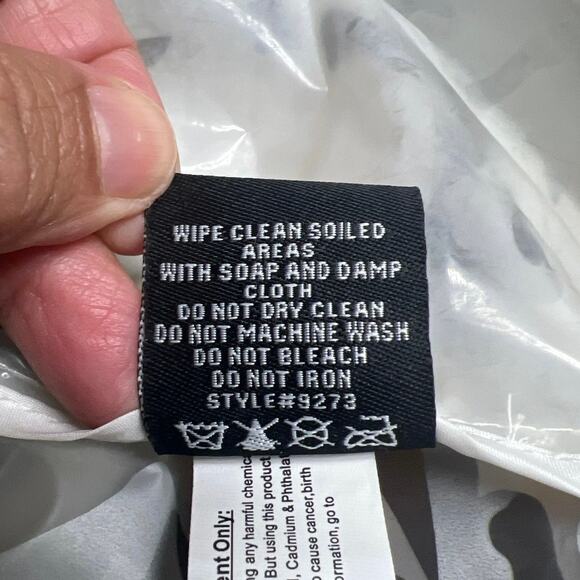 WIPE CLEAN SOILED
AREAS
WITH SOAP AND DAMP
CLOTH
DO NOT DRY CLEAN
DO NOT MACHINE WASH
DO NOT BLEACH
DO NOT IRON
STYLE#9273
ent Only:
ng any harmful chemica
But using this product
, Cadmium & Phthala
o cause cancer,birth
ormation, go to